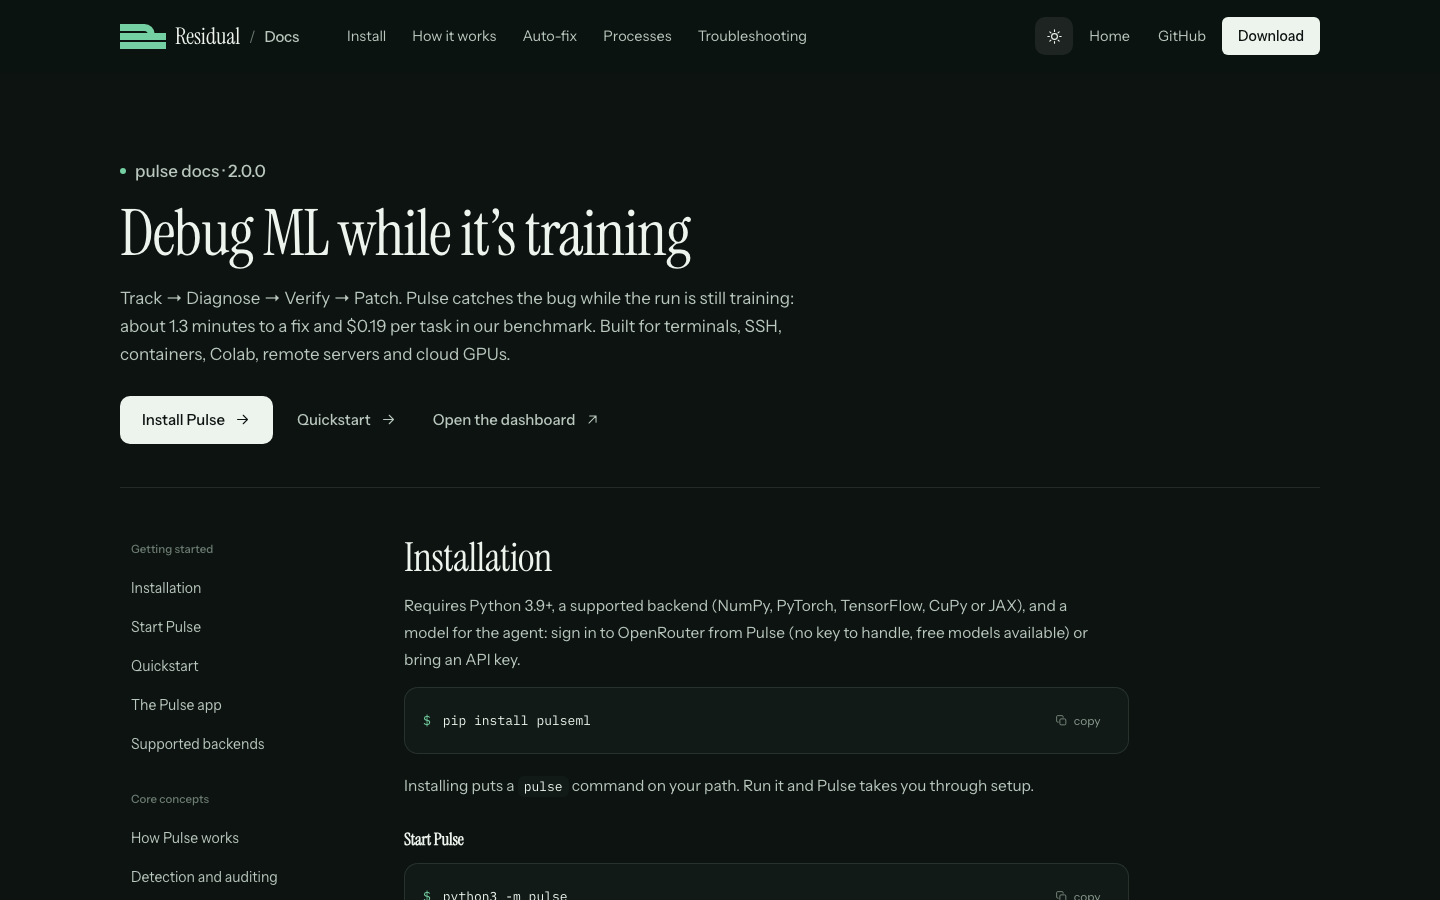 Residual / Docs
Install
How it works
Auto-fix
Processes
Troubleshooting
Home
GitHub
Download
pulse docs · 2.0.0
Debug ML while it’s training
Track → Diagnose → Verify → Patch. Pulse catches the bug while the run is still training:
about 1.3 minutes to a fix and $0.19 per task in our benchmark. Built for terminals, SSH,
containers, Colab, remote servers and cloud GPUs.
Install Pulse →
Quickstart →
Open the dashboard ↗
Getting started
Installation
Start Pulse
Quickstart
The Pulse app
Supported backends
Core concepts
How Pulse works
Detection and auditing
Installation
Requires Python 3.9+, a supported backend (NumPy, PyTorch, TensorFlow, CuPy or JAX), and a
model for the agent: sign in to OpenRouter from Pulse (no key to handle, free models available) or
bring an API key.
$ pip install pulseml
copy
Installing puts a pulse command on your path. Run it and Pulse takes you through setup.
Start Pulse
$ python3 -m pulse
copy